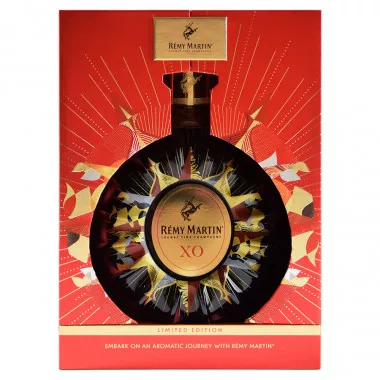 RÉMY MARTIN
RÉMY MARTIN®
COGNAC FINE CHAMPAGNE
XO
LIMITED EDITION
EMBARK ON AN AROMATIC JOURNEY WITH RÉMY MARTIN®